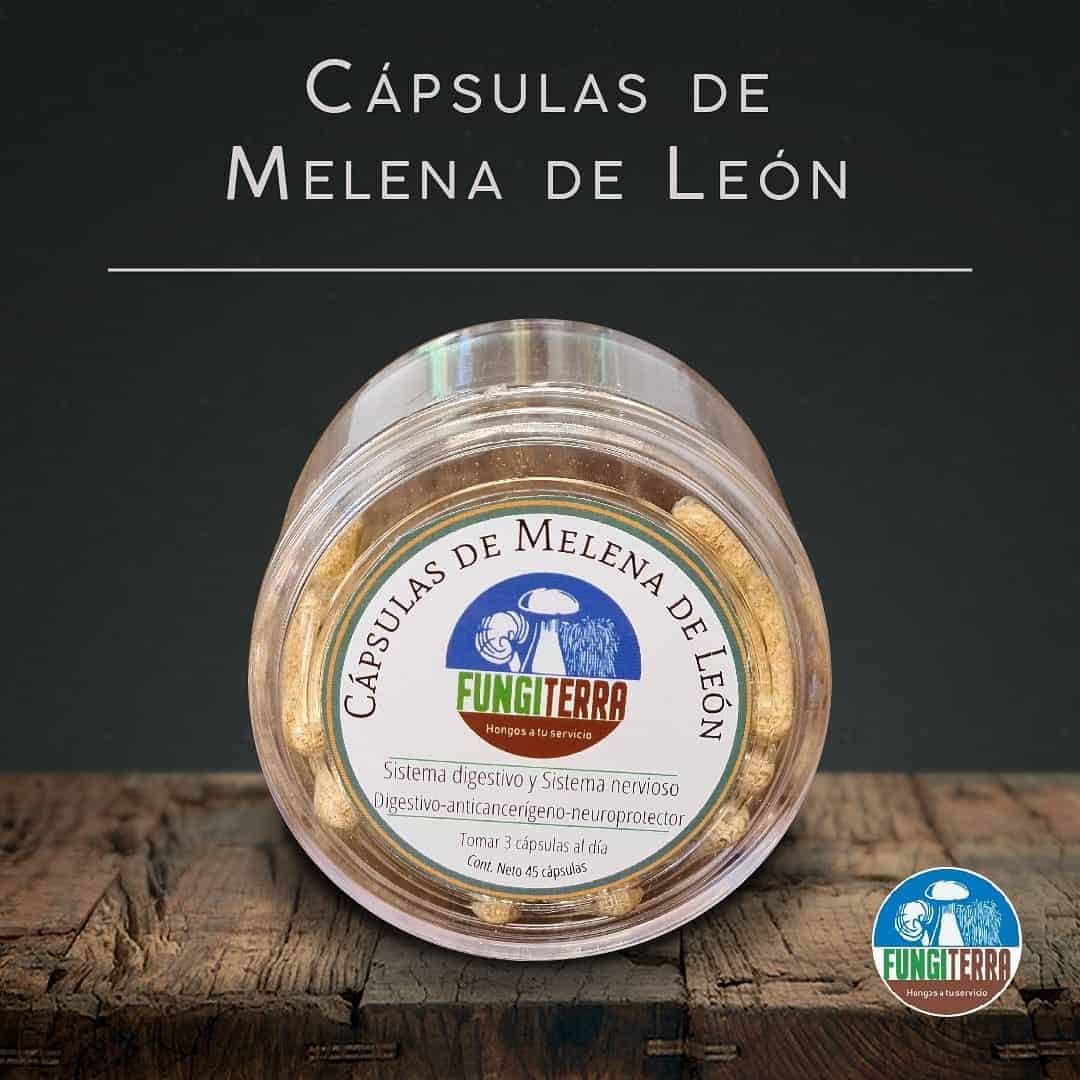 Cápsulas de
Melena de León
Cápsulas de Melena de León
FUNGITERRA
Hongos a tu servicio
Sistema digestivo y Sistema nervioso
Digestivo-anticancerígeno-neuroprotector
Tomar 3 cápsulas al día
Cont. Neto 45 cápsulas
FUNGITERRA
Hongos a tu servicio